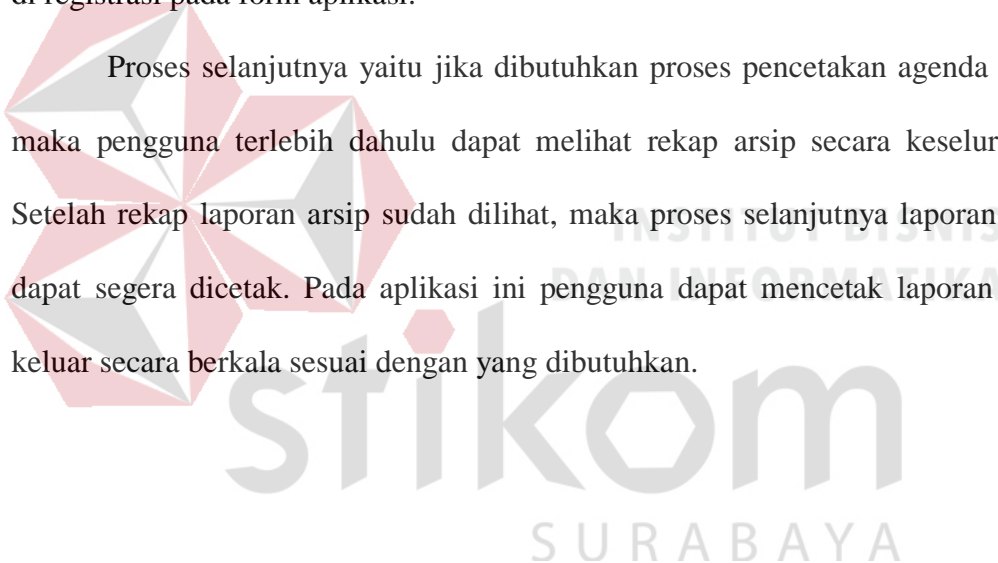 di registrasi pada form aplikasi.
Proses selanjutnya yaitu jika dibutuhkan proses pencetakan agenda
maka pengguna terlebih dahulu dapat melihat rekap arsip secara keselur
Setelah rekap laporan arsip sudah dilihat, maka proses selanjutnya laporan
INSTITUT BISNIS
dapat segera dicetak. Pada aplikasi ini pengguna dapat mencetak laporan
DAN INFORMATIKA
keluar secara berkala sesuai dengan yang dibutuhkan.
stikom
SURABAYA